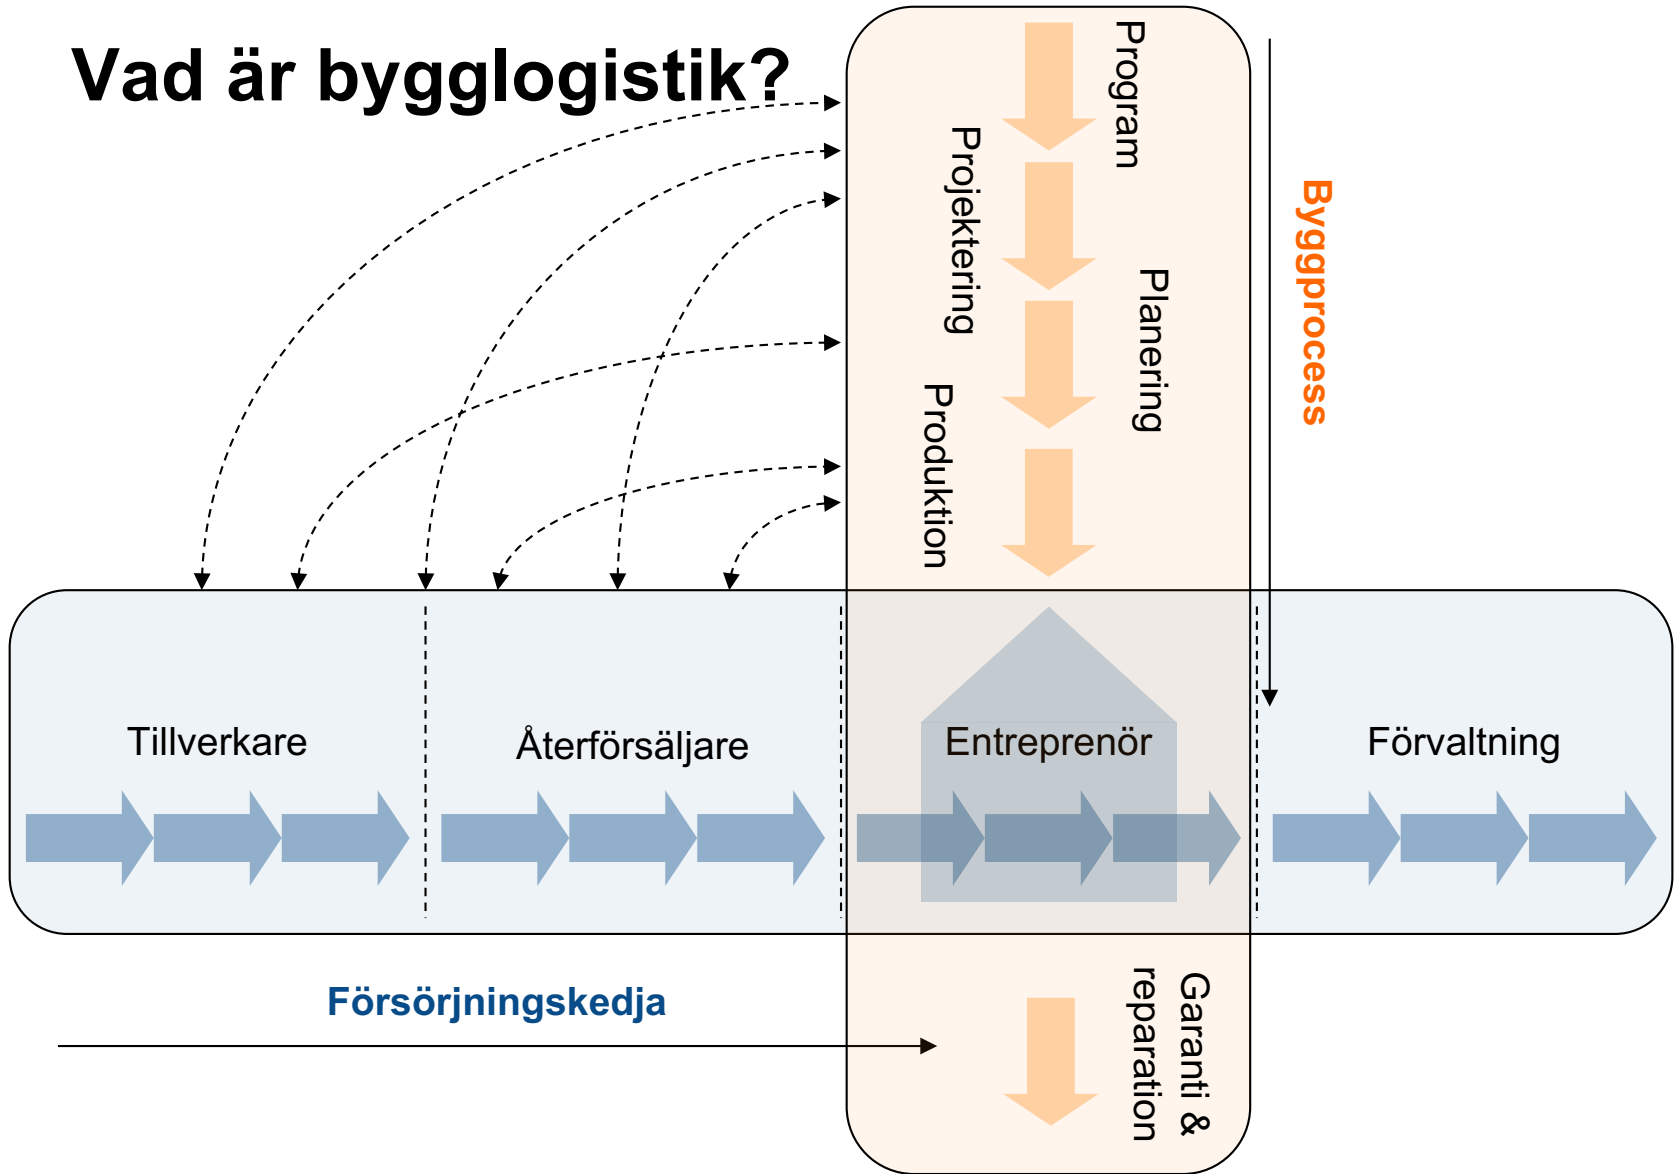 Vad är bygglogistik?
Program
Projektering
Planering
Produktion
Byggprocess
Tillverkare
Återförsäljare
Entreprenör
Förvaltning
Försörjningskedja
Garanti &
reparation